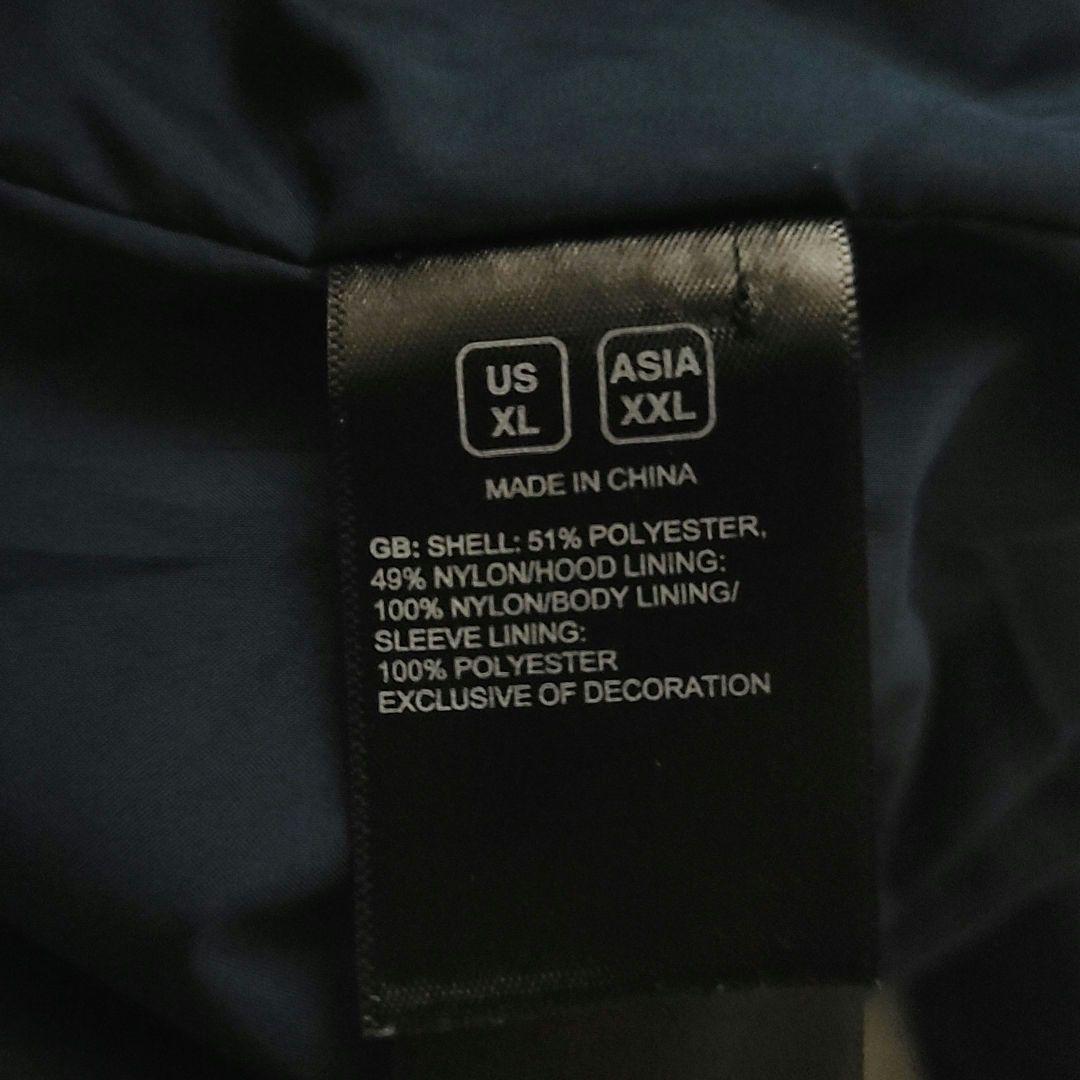 US
XL
ASIA
XXL
MADE IN CHINA
GB: SHELL: 51% POLYESTER,
49% NYLON/HOOD LINING:
100% NYLON/BODY LINING/
SLEEVE LINING:
100% POLYESTER
EXCLUSIVE OF DECORATION